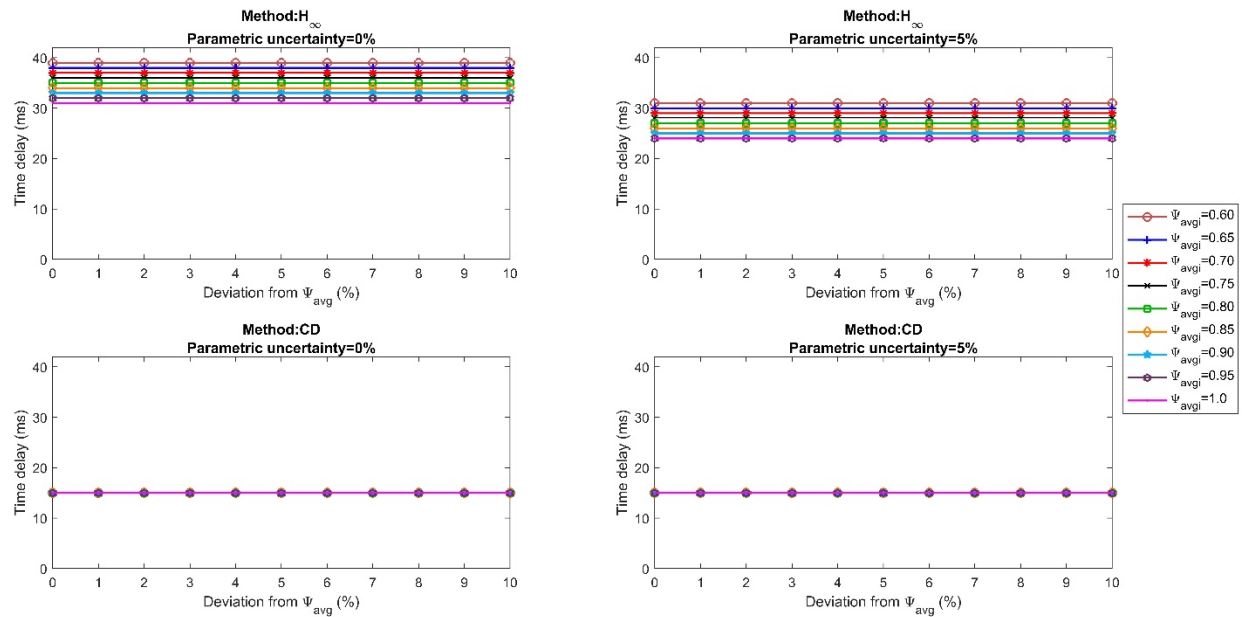 Method:H∞
Parametric uncertainty=0%
40
30
20
10
0
Time delay (ms)
0 1 2 3 4 5 6 7 8 9 10
Deviation from Ψavg (%)
Method:H∞
Parametric uncertainty=5%
40
30
20
10
0
Time delay (ms)
0 1 2 3 4 5 6 7 8 9 10
Deviation from Ψavg (%)
Ψavgi=0.60
Ψavgi=0.65
Ψavgi=0.70
Ψavgi=0.75
Ψavgi=0.80
Ψavgi=0.85
Ψavgi=0.90
Ψavgi=0.95
Ψavgi=1.0
Method:CD
Parametric uncertainty=0%
40
30
20
10
0
Time delay (ms)
0 1 2 3 4 5 6 7 8 9 10
Deviation from Ψavg (%)
Method:CD
Parametric uncertainty=5%
40
30
20
10
0
Time delay (ms)
0 1 2 3 4 5 6 7 8 9 10
Deviation from Ψavg (%)